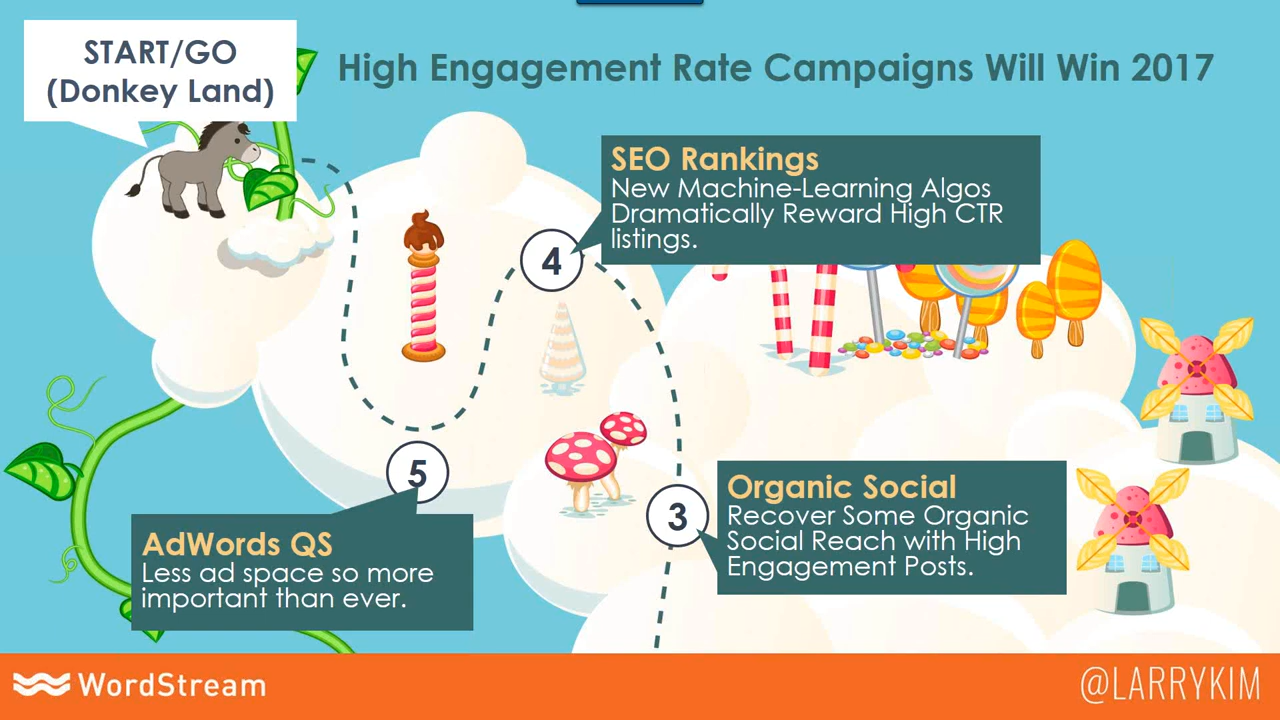 START/GO
(Donkey Land)
High Engagement Rate Campaigns Will Win 2017
SEO Rankings
New Machine-Learning Algos
Dramatically Reward High CTR
listings.
4
5
AdWords QS
Less ad space so more
important than ever.
3
Organic Social
Recover Some Organic
Social Reach with High
Engagement Posts.
WordStream
@LARRYKIM